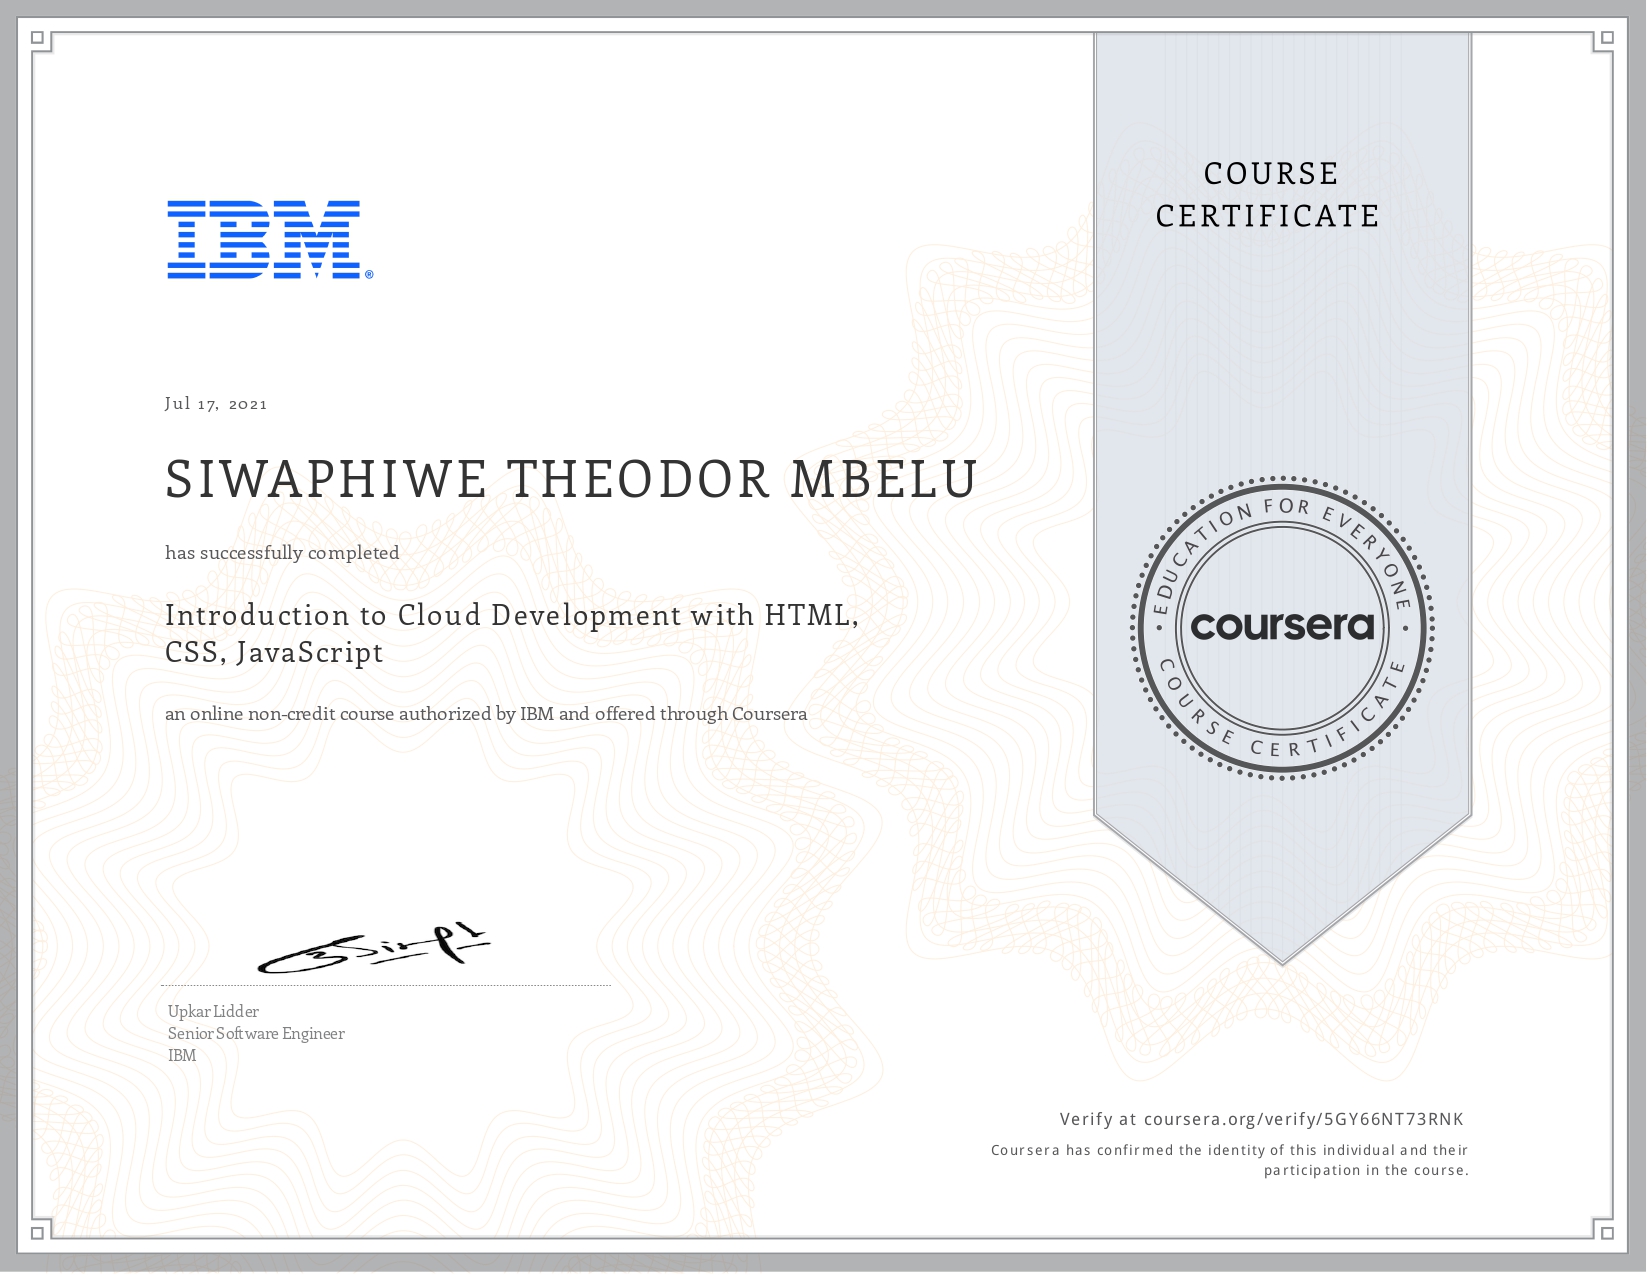 IBM®
COURSE
CERTIFICATE
Jul 17, 2021
SIWAPHIWE THEODOR MBELU
has successfully completed
Introduction to Cloud Development with HTML,
CSS, JavaScript
an online non-credit course authorized by IBM and offered through Coursera
• EDUCATION FOR EVERYONE •
coursera
COURSE CERTIFICATE
Upkar Lidder
Senior Software Engineer
IBM
Verify at coursera.org/verify/5GY66NT73RNK
Coursera has confirmed the identity of this individual and their
participation in the course.